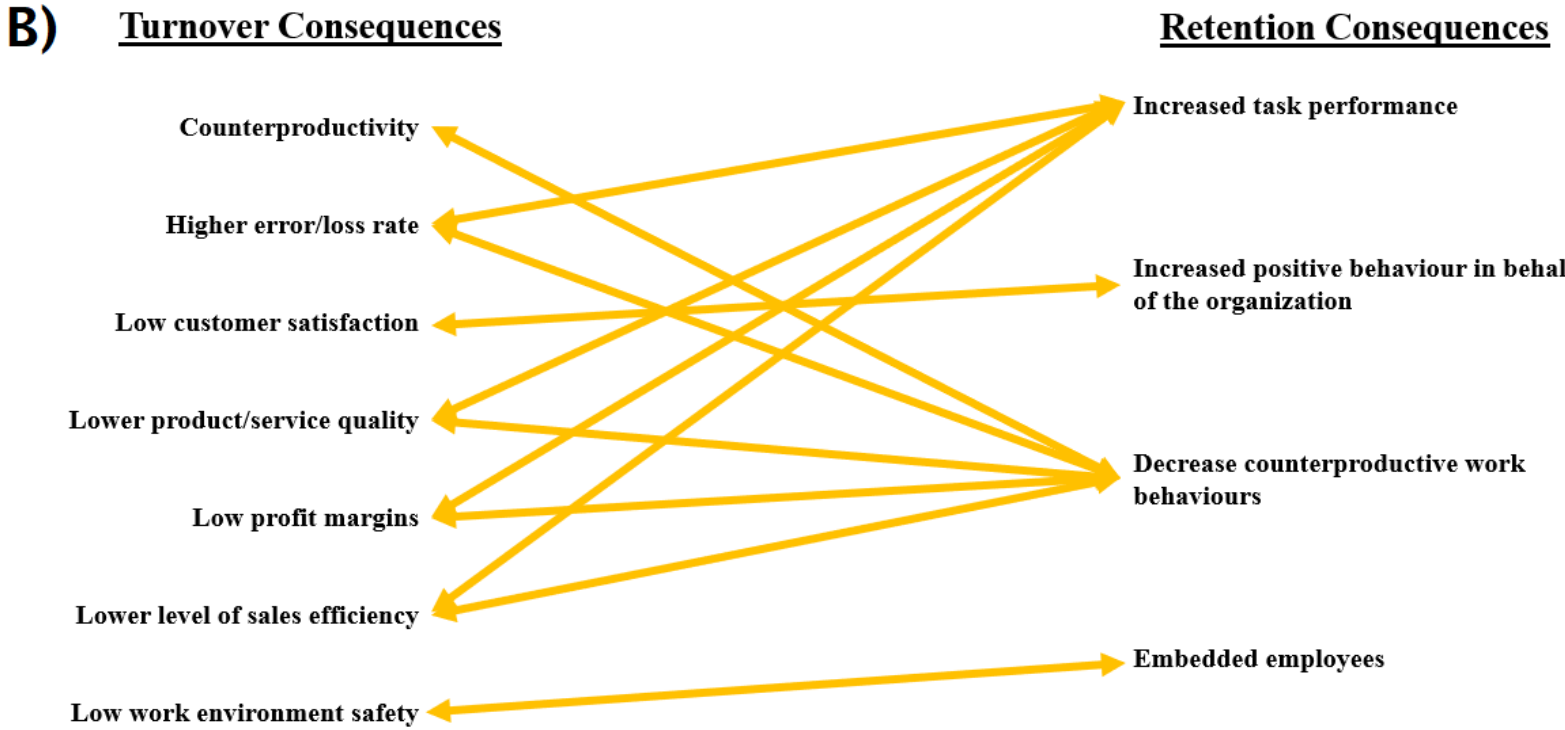 B)
Turnover Consequences
Counterproductivity
Higher error/loss rate
Low customer satisfaction
Lower product/service quality
Low profit margins
Lower level of sales efficiency
Low work environment safety
Retention Consequences
Increased task performance
Increased positive behaviour in behal
of the organization
Decrease counterproductive work
behaviours
Embedded employees